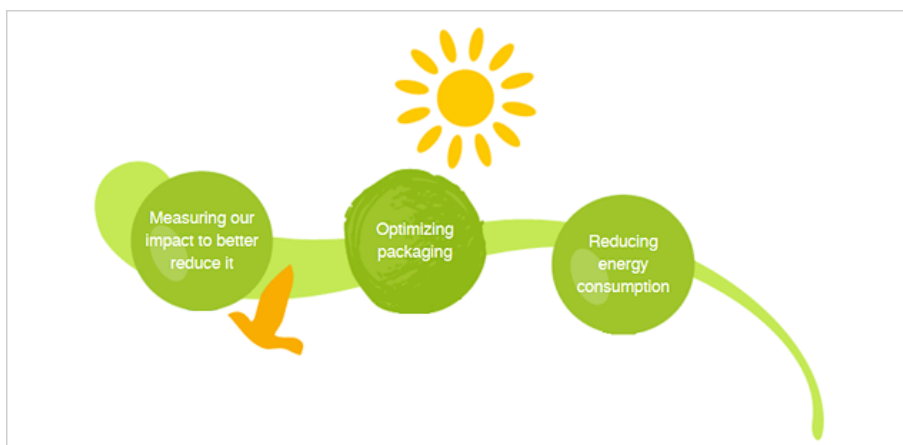 Measuring our
impact to better
reduce it
Optimizing
packaging
Reducing
energy
consumption